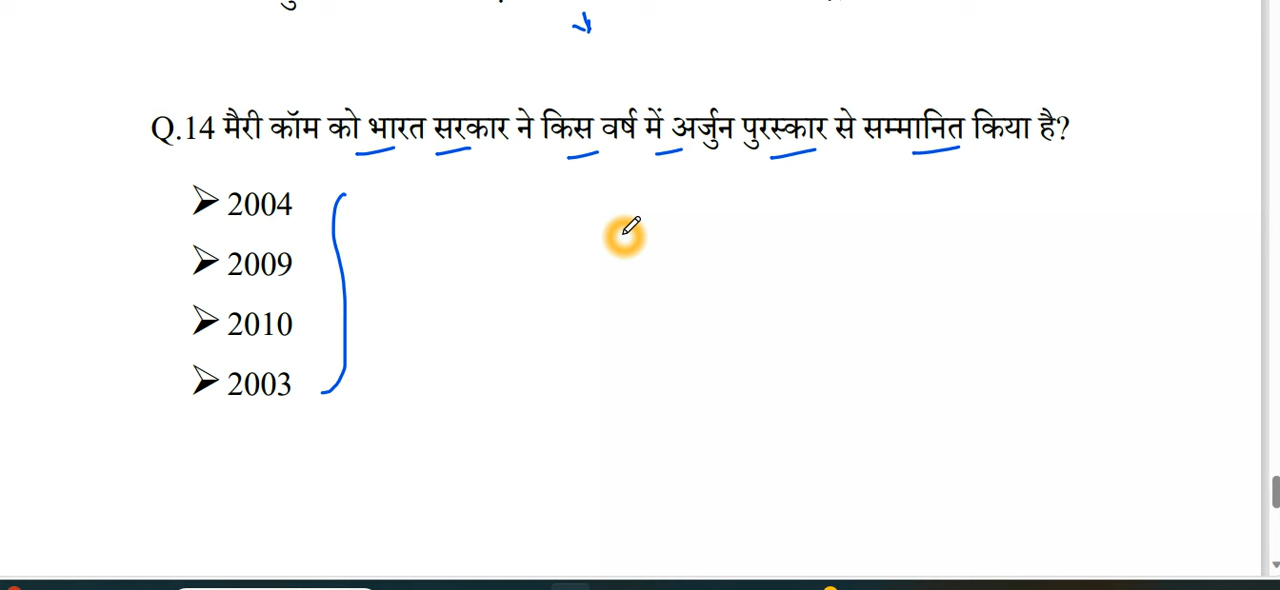 Q.14 मैरी कॉम को भारत सरकार ने किस वर्ष में अर्जुन पुरस्कार से सम्मानित किया है?
➢ 2004
➢ 2009
➢ 2010
➢ 2003